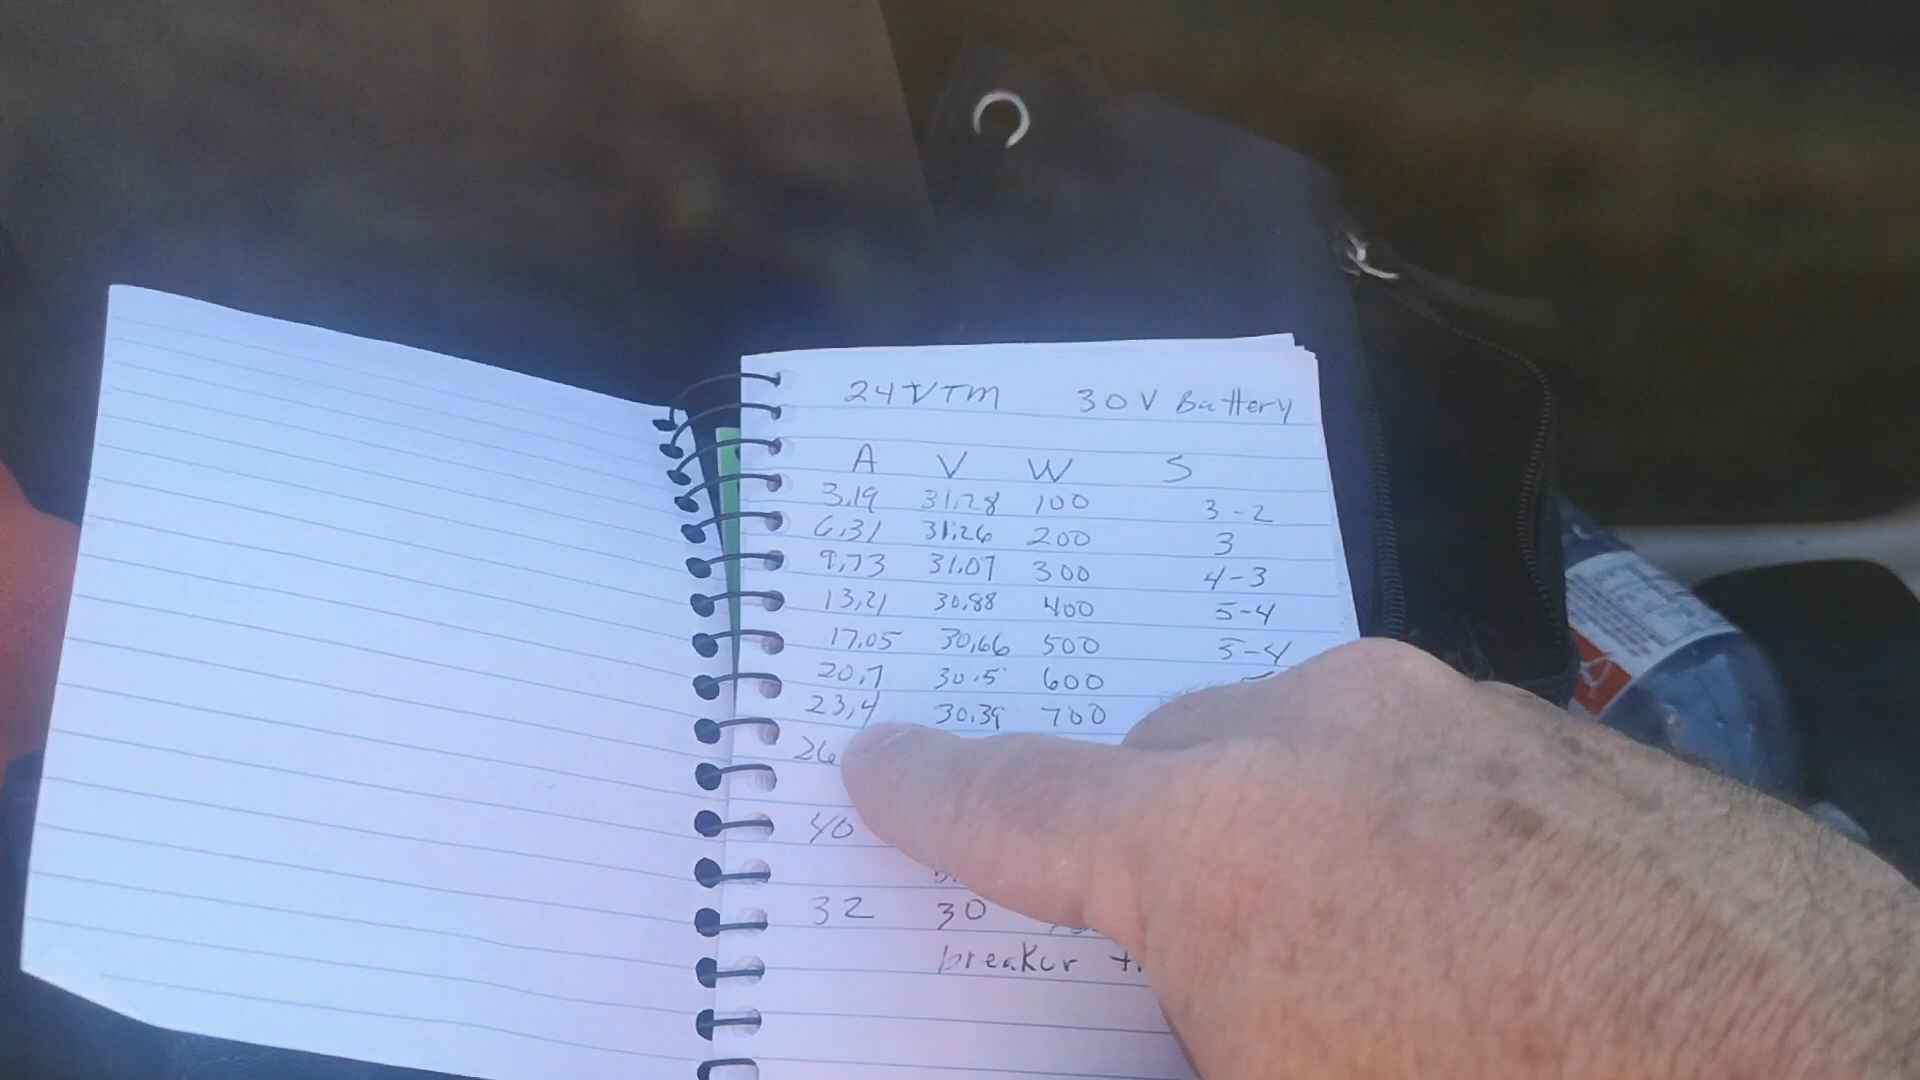 24VTM 30V Battery
A V W S
3.19 31.28 100 3-2
6.31 31.26 200 3
9.73 31.07 300 4-3
13.21 30.88 400 5-4
17.05 30.66 500 5-4
20.7 30.5 600
23.4 30.39 700
26
40
32 30
breaker